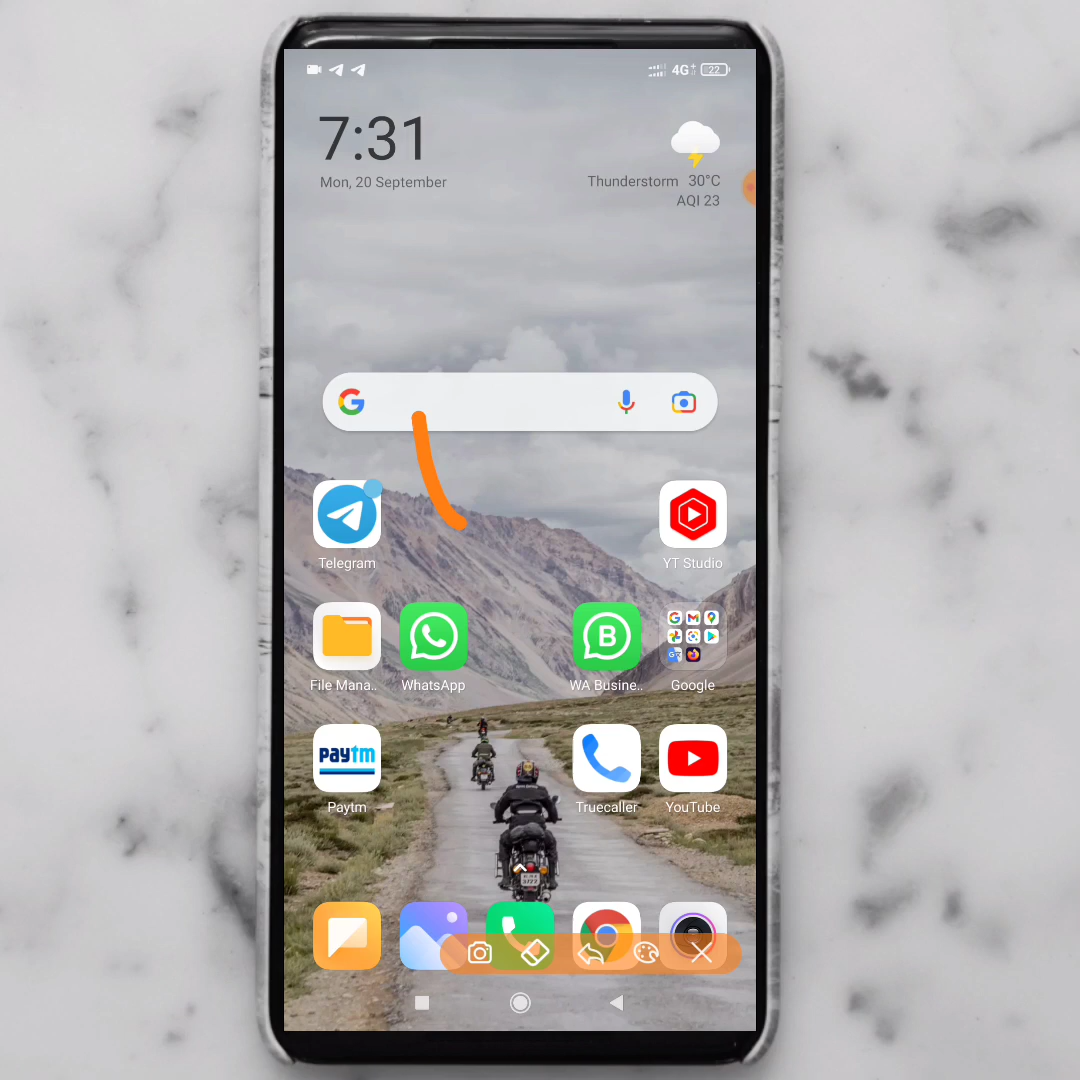 4G+ 22
7:31
Mon, 20 September
Thunderstorm 30°C
AQI 23
Telegram
YT Studio
File Mana..
WhatsApp
B
WA Busine..
Google
paytm
Paytm
Truecaller
YouTube
3777